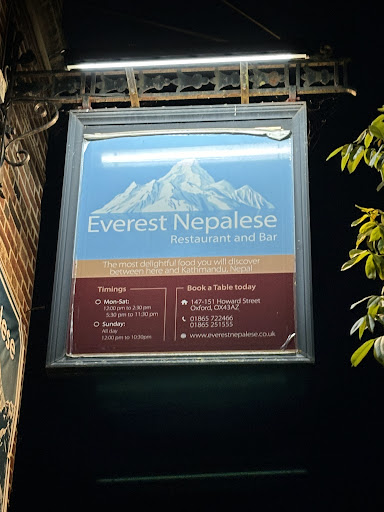 Everest Nepalese
Restaurant and Bar
The most delightful food you will discover
between here and Kathmandu, Nepal
Timings
Mon-Sat:
12:00 pm to 2:30 pm
5:30 pm to 11:30 pm
Sunday:
All day
12:00 pm to 10:30pm
Book a Table today
147-151 Howard Street
Oxford, OX43AZ
01865 722466
01865 251555
www.everestnepalese.co.uk